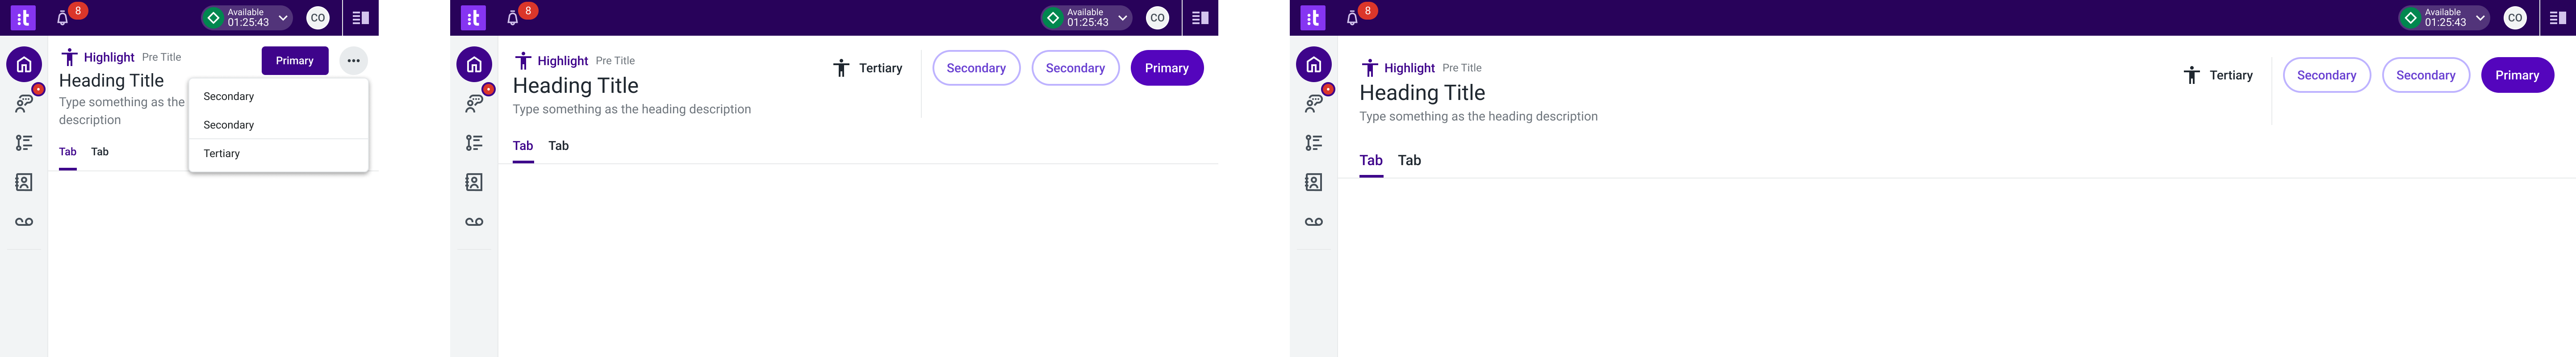 :t
8
Available
01:25:43
CO
Highlight Pre Title
Primary
Heading Title
Type something as the
description
Secondary
Secondary
Tertiary
Tab Tab
:t
8
Available
01:25:43
CO
Highlight Pre Title
Heading Title
Type something as the heading description
Tertiary
Secondary
Secondary
Primary
Tab Tab
:t
8
Available
01:25:43
CO
Highlight Pre Title
Heading Title
Type something as the heading description
Tertiary
Secondary
Secondary
Primary
Tab Tab